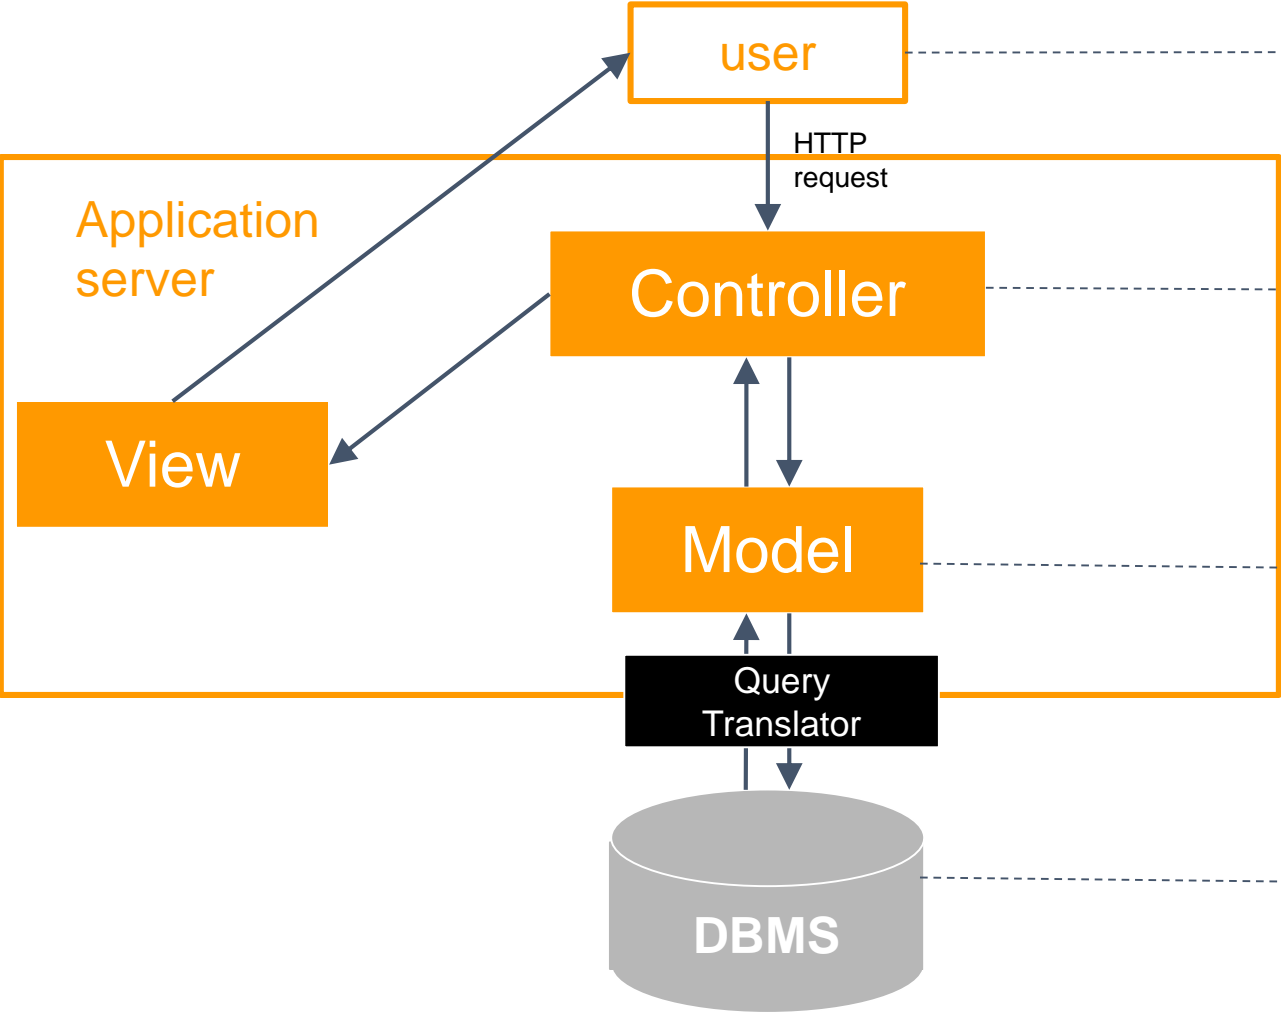 user
HTTP
request
Application
server
Controller
View
Model
Query
Translator
DBMS